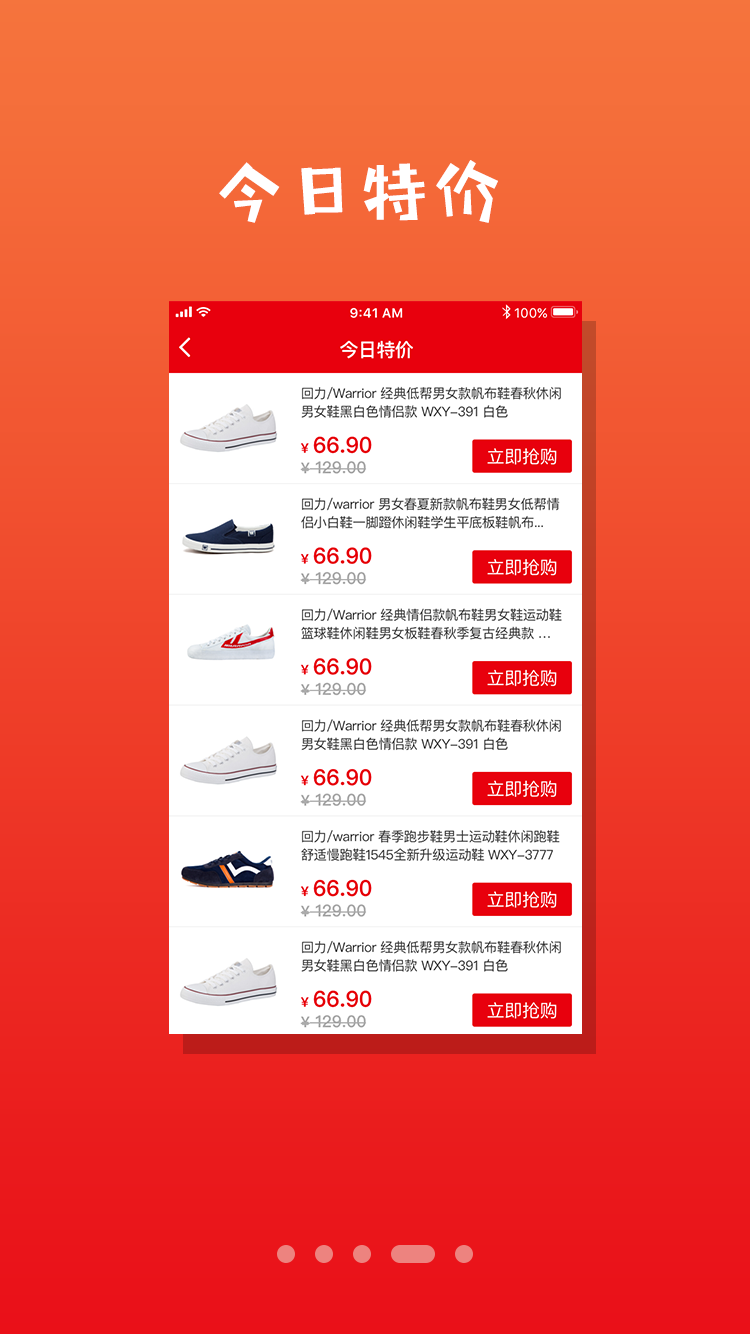 今日特价
9:41 AM 100%
今日特价
回力/Warrior 经典低帮男女款帆布鞋春秋休闲
男女鞋黑白色情侣款 WXY-391 白色
¥ 66.90
¥ 129.00
立即抢购
回力/warrior 男女春夏新款帆布鞋男女低帮情
侣小白鞋一脚蹬休闲鞋学生平底板鞋帆布...
¥ 66.90
¥ 129.00
立即抢购
回力/Warrior 经典情侣款帆布鞋男女鞋运动鞋
篮球鞋休闲鞋男女板鞋春秋季复古经典款 ...
¥ 66.90
¥ 129.00
立即抢购
回力/Warrior 经典低帮男女款帆布鞋春秋休闲
男女鞋黑白色情侣款 WXY-391 白色
¥ 66.90
¥ 129.00
立即抢购
回力/warrior 春季跑步鞋男士运动鞋休闲跑鞋
舒适慢跑鞋1545全新升级运动鞋 WXY-3777
¥ 66.90
¥ 129.00
立即抢购
回力/Warrior 经典低帮男女款帆布鞋春秋休闲
男女鞋黑白色情侣款 WXY-391 白色
¥ 66.90
¥ 129.00
立即抢购